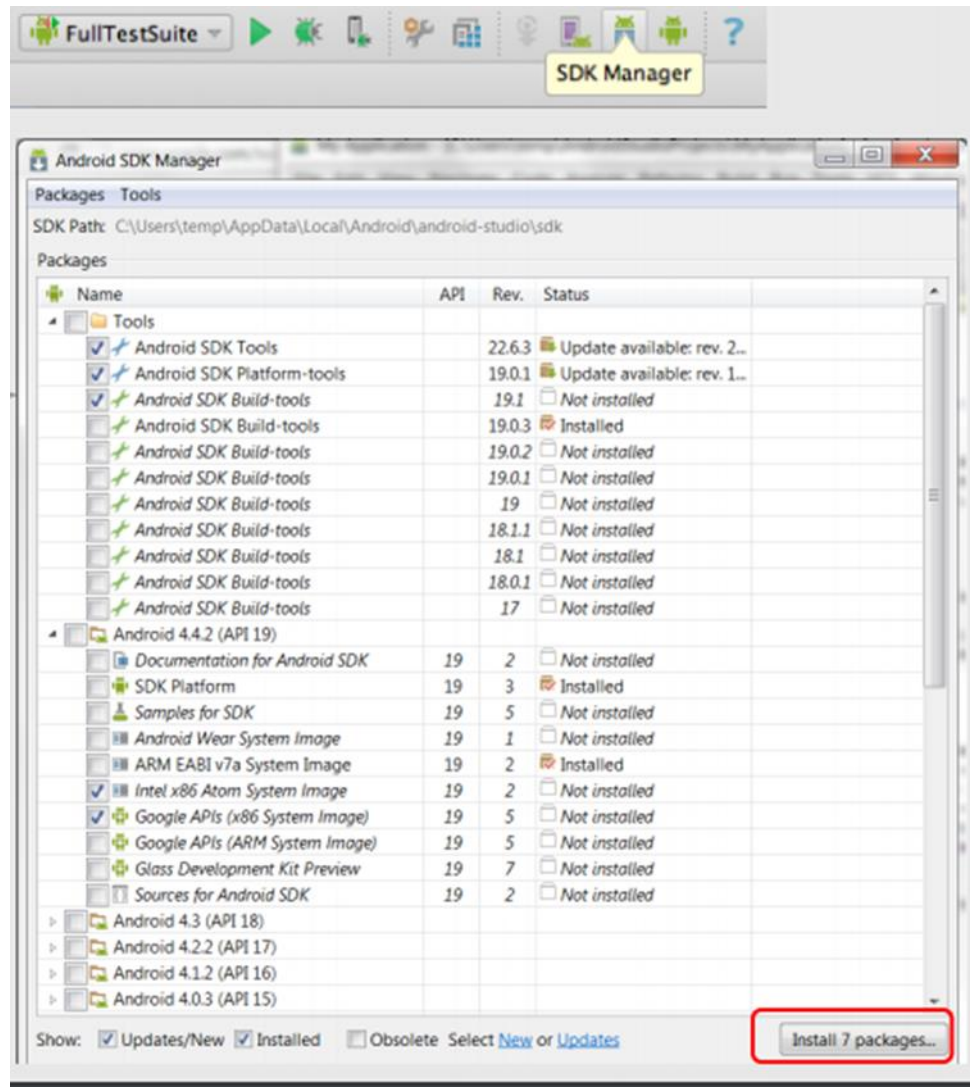 FullTestSuite
?
SDK Manager
Android SDK Manager
Packages Tools
SDK Path: C:\Users\temp\AppData\Local\Android\android-studio\sdk
Packages
Name API Rev. Status
Tools
Android SDK Tools 22.6.3 Update available: rev. 2...
Android SDK Platform-tools 19.0.1 Update available: rev. 1...
Android SDK Build-tools 19.1 Not installed
Android SDK Build-tools 19.0.3 Installed
Android SDK Build-tools 19.0.2 Not installed
Android SDK Build-tools 19.0.1 Not installed
Android SDK Build-tools 19 Not installed
Android SDK Build-tools 18.1.1 Not installed
Android SDK Build-tools 18.1 Not installed
Android SDK Build-tools 18.0.1 Not installed
Android SDK Build-tools 17 Not installed
Android 4.4.2 (API 19)
Documentation for Android SDK 19 2 Not installed
SDK Platform 19 3 Installed
Samples for SDK 19 5 Not installed
Android Wear System Image 19 1 Not installed
ARM EABI v7a System Image 19 2 Installed
Intel x86 Atom System Image 19 2 Not installed
Google APIs (x86 System Image) 19 5 Not installed
Google APIs (ARM System Image) 19 5 Not installed
Glass Development Kit Preview 19 7 Not installed
Sources for Android SDK 19 2 Not installed
Android 4.3 (API 18)
Android 4.2.2 (API 17)
Android 4.1.2 (API 16)
Android 4.0.3 (API 15)
Show: Updates/New Installed Obsolete Select New or Updates Install 7 packages...